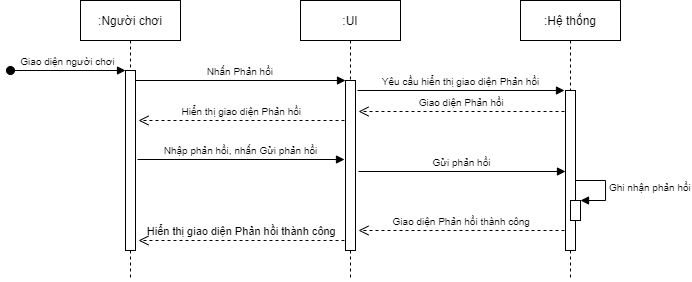 :Người chơi
:UI
:Hệ thống
Giao diện người chơi
Nhấn Phản hồi
Yêu cầu hiển thị giao diện Phản hồi
Giao diện Phản hồi
Hiển thị giao diện Phản hồi
Nhập phản hồi, nhấn Gửi phản hồi
Gửi phản hồi
Ghi nhận phản hồi
Giao diện Phản hồi thành công
Hiển thị giao diện Phản hồi thành công